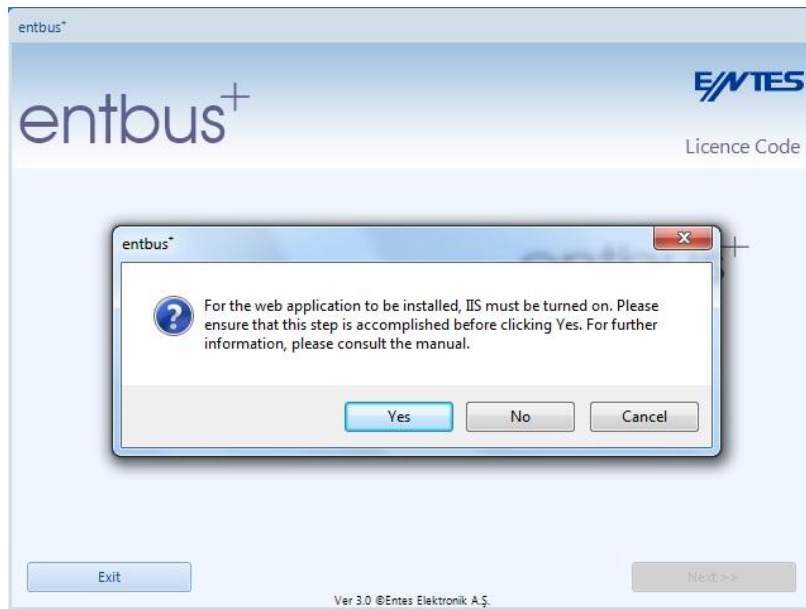 entbus+
ENTES
entbus+
Licence Code
entbus+
For the web application to be installed, IIS must be turned on. Please
ensure that this step is accomplished before clicking Yes. For further
information, please consult the manual.
Yes No Cancel
Exit Next >>
Ver 3.0 ©Entes Elektronik A.Ş.